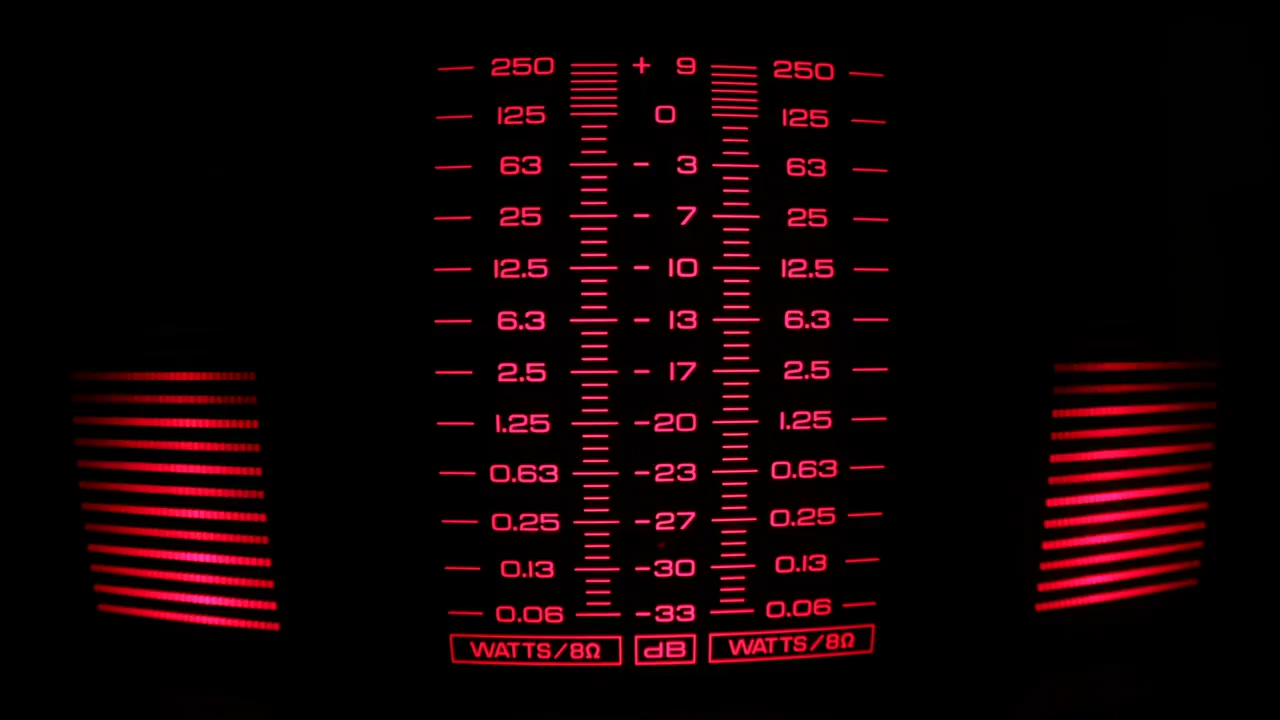 250 + 9 250
125 0 125
63 - 3 63
25 - 7 25
12.5 - 10 12.5
6.3 - 13 6.3
2.5 - 17 2.5
1.25 -20 1.25
0.63 -23 0.63
0.25 -27 0.25
0.13 -30 0.13
0.06 -33 0.06
WATTS/8Ω dB WATTS/8Ω